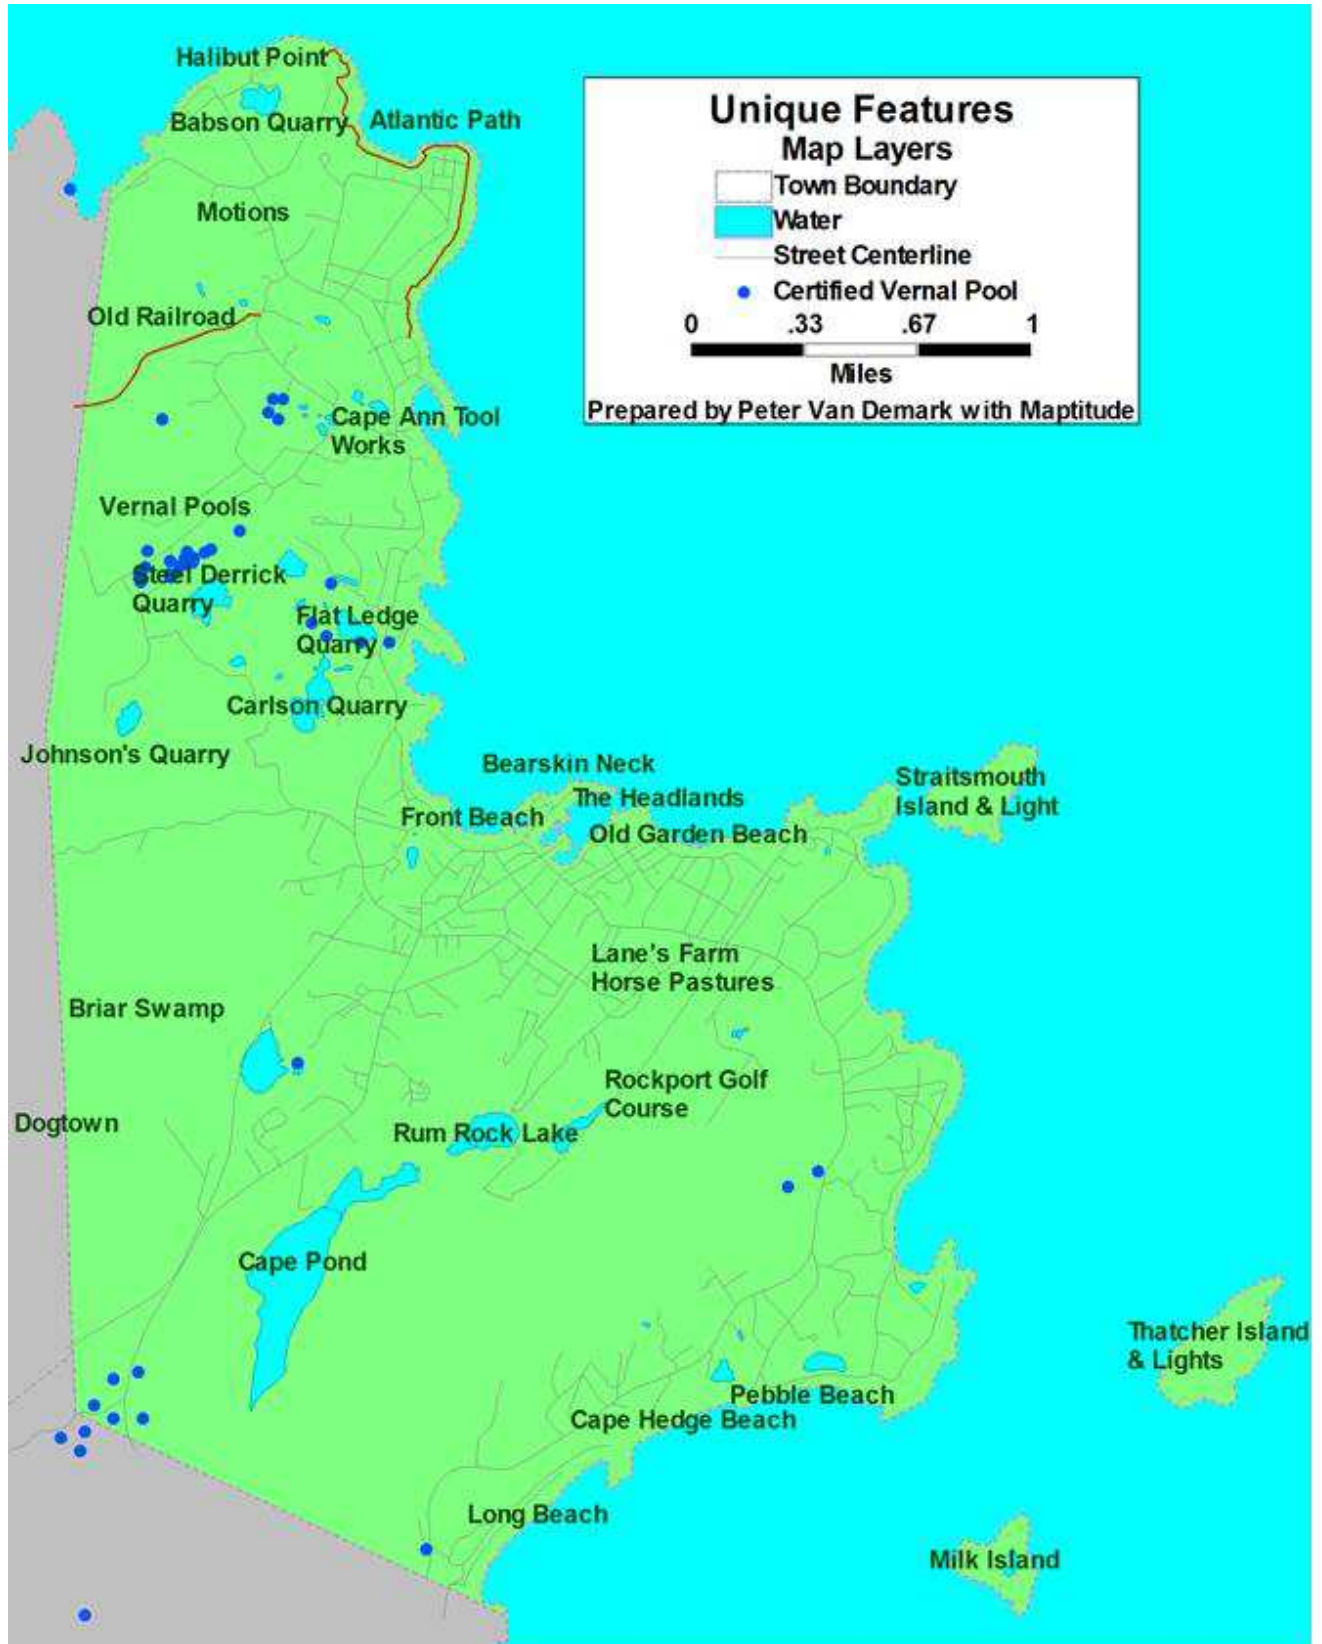 Halibut Point
Babson Quarry
Atlantic Path
Unique Features
Map Layers
Town Boundary
Water
Street Centerline
Certified Vernal Pool
0 .33 .67 1
Miles
Prepared by Peter Van Demark with Maptitude
Motions
Old Railroad
Cape Ann Tool
Works
Vernal Pools
Steel Derrick
Quarry
Flat Ledge
Quarry
Carlson Quarry
Johnson's Quarry
Bearskin Neck
The Headlands
Front Beach
Old Garden Beach
Straitsmouth
Island & Light
Lane's Farm
Horse Pastures
Briar Swamp
Rockport Golf
Course
Dogtown
Rum Rock Lake
Cape Pond
Thatcher Island
& Lights
Pebble Beach
Cape Hedge Beach
Long Beach
Milk Island